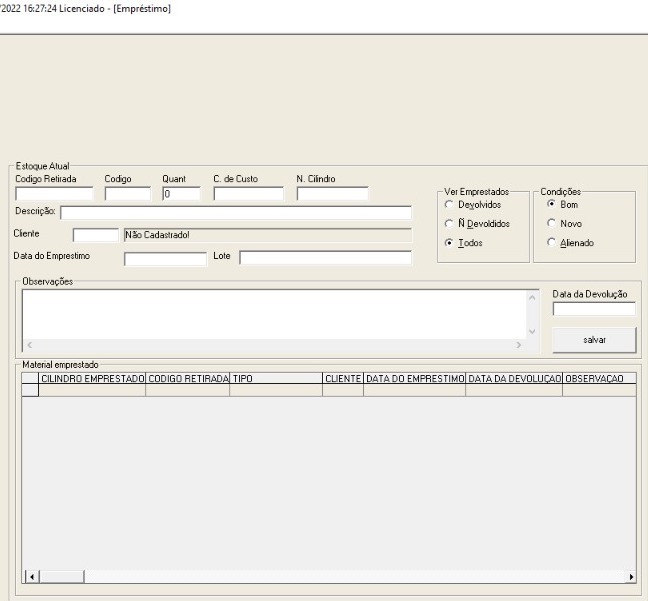 /2022 16:27:24 Licenciado - [Empréstimo]
Estoque Atual
Codigo Retirada Codigo Quant C. de Custo N. Cilindro
0
Ver Emprestados Condições
Devolvidos Bom
Descrição:
Ñ Devoldidos Novo
Cliente Não Cadastrado!
Todos Alienado
Data do Emprestimo Lote
Observações
Data da Devolução
salvar
Material emprestado
CILINDRO EMPRESTADO CODIGO RETIRADA TIPO CLIENTE DATA DO EMPRESTIMO DATA DA DEVOLUÇAO OBSERVAÇAO